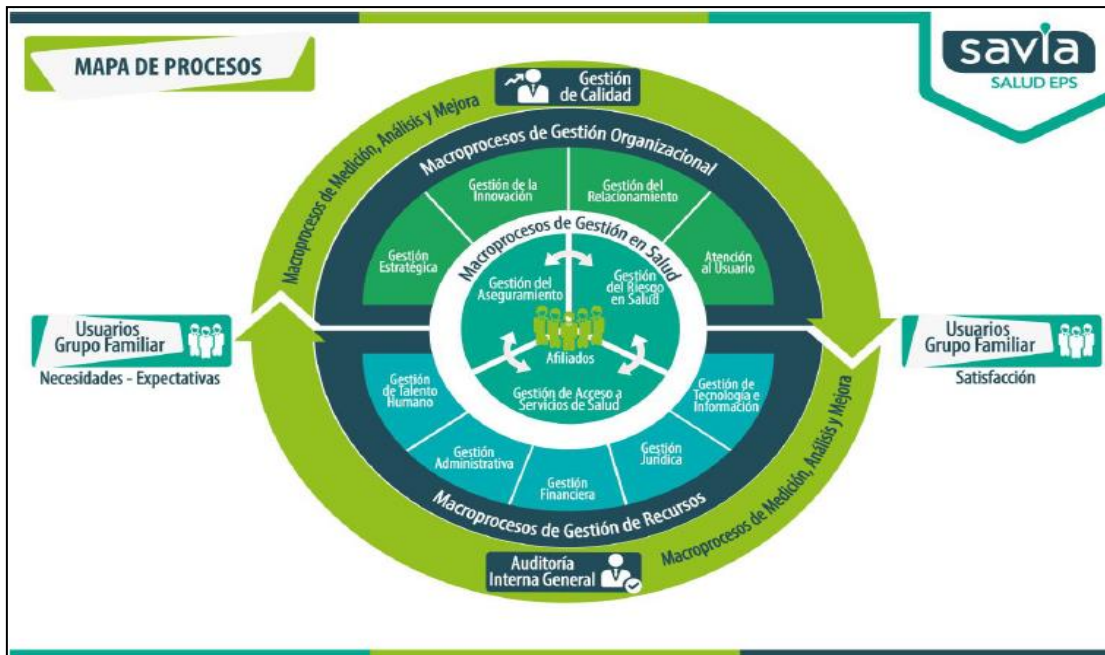 MAPA DE PROCESOS
savia
SALUD EPS
Gestión
de Calidad
Macroprocesos de Medición, Análisis y Mejora
Macroprocesos de Gestión Organizacional
Gestión de la
Innovación
Gestión del
Relacionamiento
Gestión
Estratégica
Atención
al Usuario
Macroprocesos de Gestión en Salud
Gestión del
Aseguramiento
Gestión
del Riesgo
en Salud
Usuarios
Grupo Familiar
Necesidades - Expectativas
Afiliados
Usuarios
Grupo Familiar
Satisfacción
Gestión
de Talento
Humano
Gestión de Acceso a
Servicios de Salud
Gestión de
Tecnología e
Información
Gestión
Administrativa
Gestión
Financiera
Gestión
Jurídica
Macroprocesos de Gestión de Recursos
Macroprocesos de Medición, Análisis y Mejora
Auditoría
Interna General